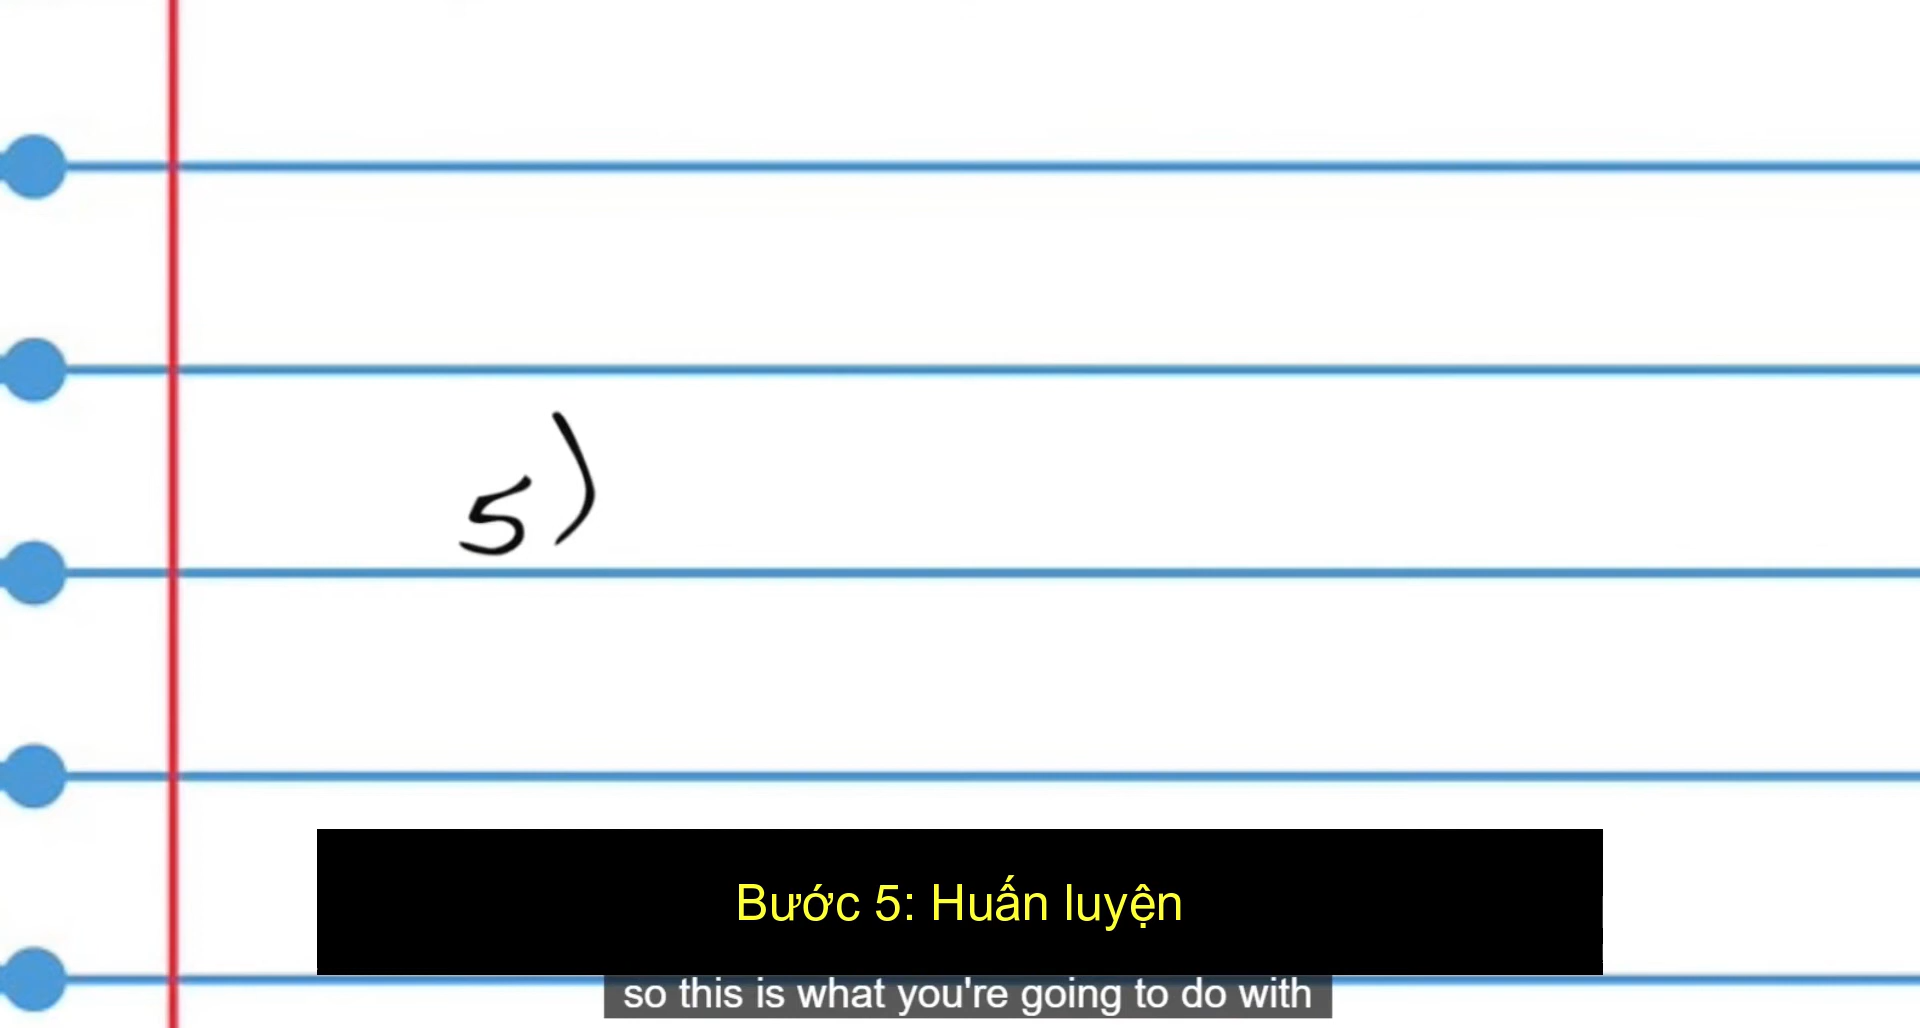 5)
Bước 5: Huấn luyện
so this is what you're going to do with